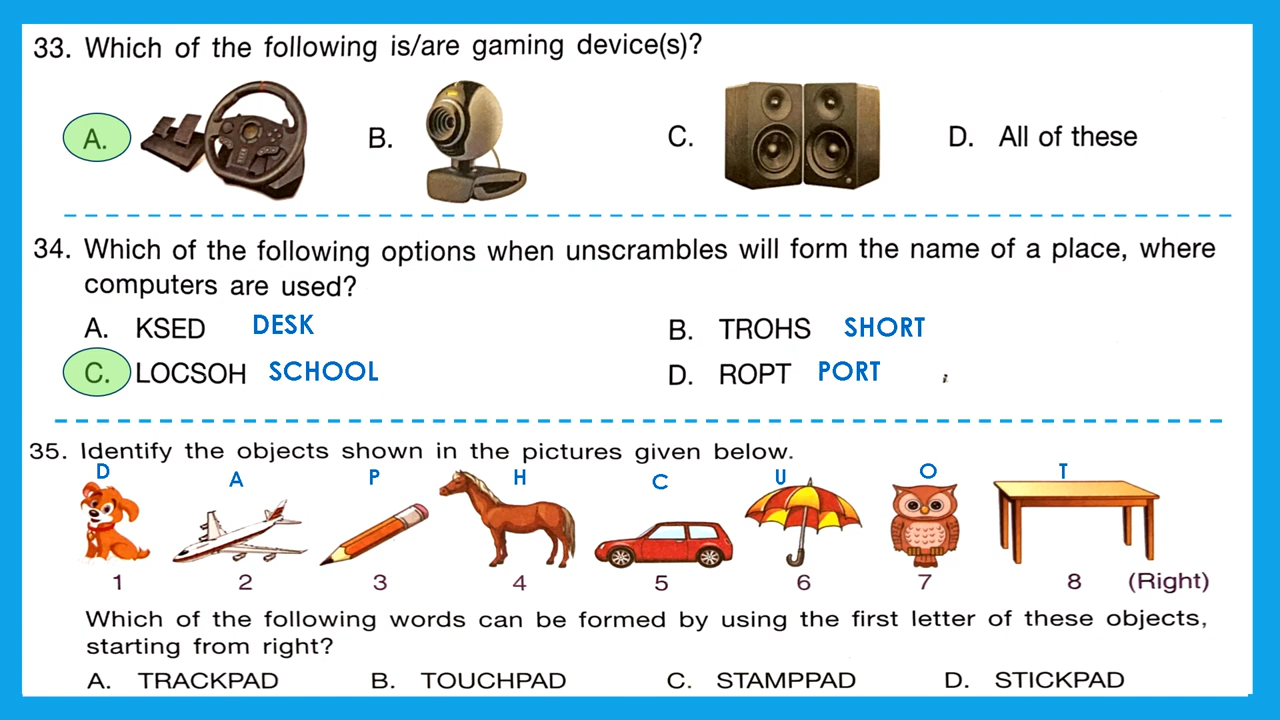 33. Which of the following is/are gaming device(s)?
A. B. C. D. All of these
34. Which of the following options when unscrambles will form the name of a place, where
computers are used?
A. KSED DESK B. TROHS SHORT
C. LOCSOH SCHOOL D. ROPT PORT
35. Identify the objects shown in the pictures given below.
D A P H C U O T
1 2 3 4 5 6 7 8 (Right)
Which of the following words can be formed by using the first letter of these objects,
starting from right?
A. TRACKPAD B. TOUCHPAD C. STAMPPAD D. STICKPAD